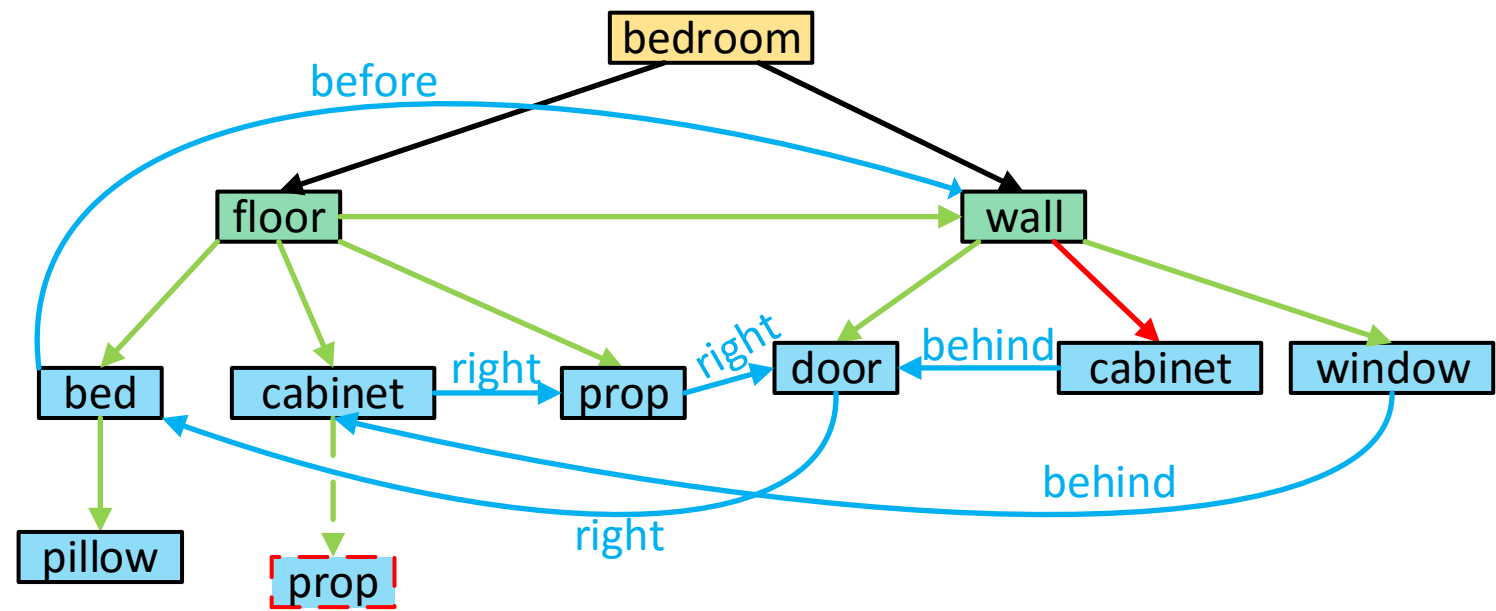 bedroom
before
floor
wall
right
right
door
behind
cabinet
window
bed
cabinet
prop
behind
right
pillow
prop